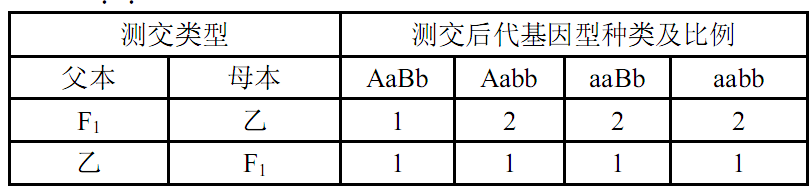 测交类型 测交后代基因型种类及比例
父本 母本 AaBb Aabb aaBb aabb
F₁ 乙 1 2 2 2
乙 F₁ 1 1 1 1